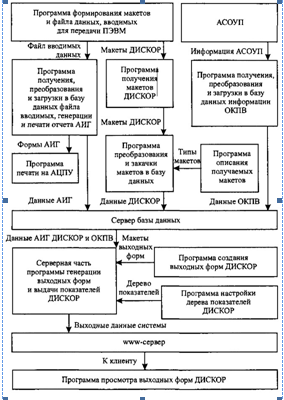 Программа формирования макетов
и файла данных, вводимых
для передачи ПЭВМ
АСОУП
Файл вводимых
данных
Макеты ДИСКОР
Информация АСОУП
Программа
получения,
преобразования
и загрузки в базу
данных файла
вводимых, генерации
и печати отчета АИГ
Программа
получения
макетов
ДИСКОР
Программа получения,
преобразования
и загрузки в базу
данных информации
ОКПВ
Макеты ДИСКОР
Формы АИГ
Программа
печати на АЦПУ
Программа
преобразования
и закачки
макетов в базу
данных
Типы
макетов
Программа
описания
получаемых
макетов
Данные АИГ
Данные ДИСКОР
Данные ОКПВ
Сервер базы данных
Данные АИГ ДИСКОР и ОКПВ
Макеты
выходных
форм
Серверная часть
программы генерации
выходных форм
и выдачи показателей
ДИСКОР
Программа создания
выходных форм ДИСКОР
Дерево
показателей
Программа настройки
дерева показателей
ДИСКОР
Выходные данные системы
www-сервер
К клиенту
Программа просмотра выходных форм ДИСКОР